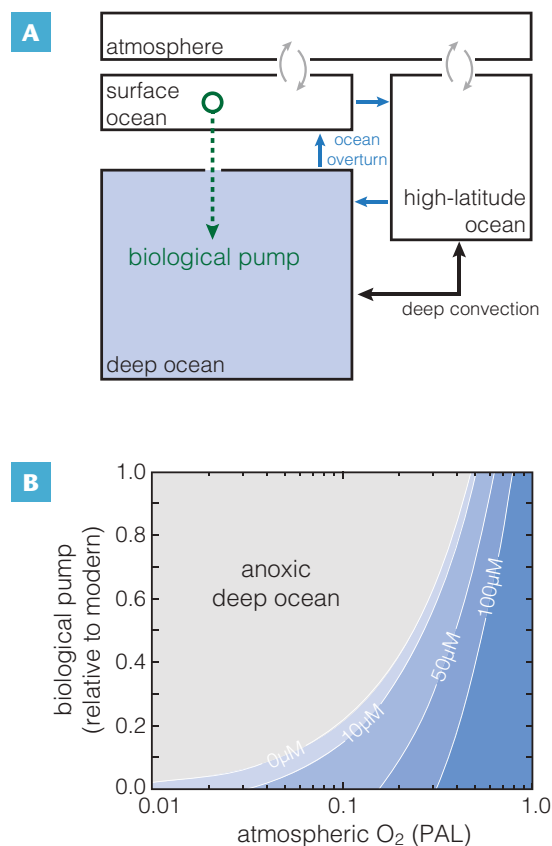 A
atmosphere
surface
ocean
ocean
overturn
high-latitude
ocean
biological pump
deep convection
deep ocean
B
biological pump
(relative to modern)
1.0
0.8
0.6
0.4
0.2
0.0
anoxic
deep ocean
0µM
10µM
50µM
100µM
0.01
0.1
1.0
atmospheric O₂ (PAL)